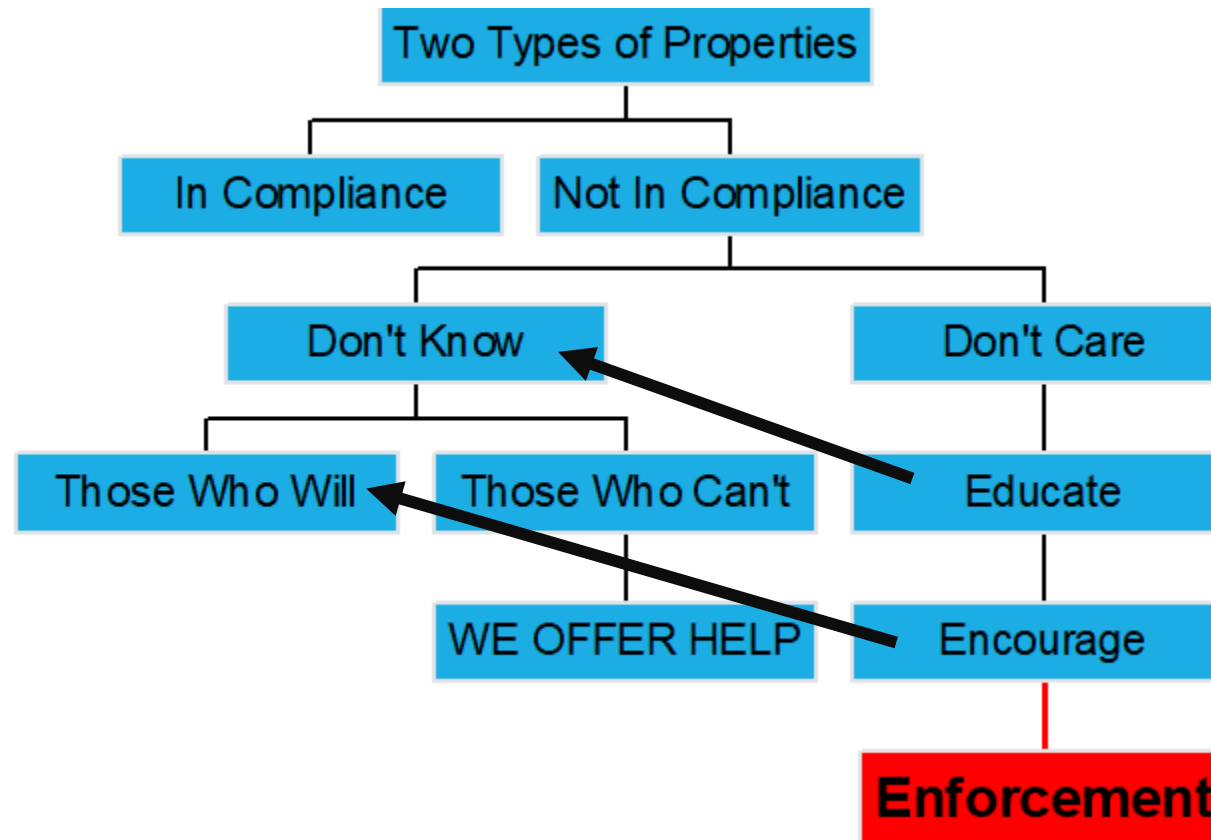 Two Types of Properties
In Compliance
Not In Compliance
Don't Know
Don't Care
Those Who Will
Those Who Can't
Educate
WE OFFER HELP
Encourage
Enforcement